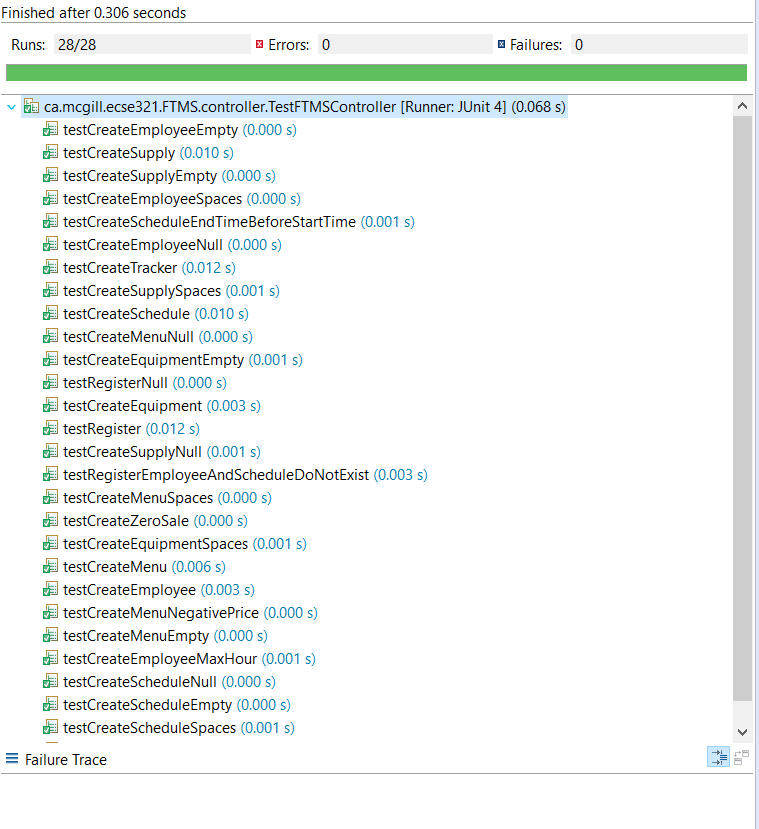 Finished after 0.306 seconds
Runs: 28/28 Errors: 0 Failures: 0
ca.mcgill.ecse321.FTMS.controller.TestFTMSController [Runner: JUnit 4] (0.068 s)
testCreateEmployeeEmpty (0.000 s)
testCreateSupply (0.010 s)
testCreateSupplyEmpty (0.000 s)
testCreateEmployeeSpaces (0.000 s)
testCreateScheduleEndTimeBeforeStartTime (0.001 s)
testCreateEmployeeNull (0.000 s)
testCreateTracker (0.012 s)
testCreateSupplySpaces (0.001 s)
testCreateSchedule (0.010 s)
testCreateMenuNull (0.000 s)
testCreateEquipmentEmpty (0.001 s)
testRegisterNull (0.000 s)
testCreateEquipment (0.003 s)
testRegister (0.012 s)
testCreateSupplyNull (0.001 s)
testRegisterEmployeeAndScheduleDoNotExist (0.003 s)
testCreateMenuSpaces (0.000 s)
testCreateZeroSale (0.000 s)
testCreateEquipmentSpaces (0.001 s)
testCreateMenu (0.006 s)
testCreateEmployee (0.003 s)
testCreateMenuNegativePrice (0.000 s)
testCreateMenuEmpty (0.000 s)
testCreateEmployeeMaxHour (0.001 s)
testCreateScheduleNull (0.000 s)
testCreateScheduleEmpty (0.000 s)
testCreateScheduleSpaces (0.001 s)
Failure Trace